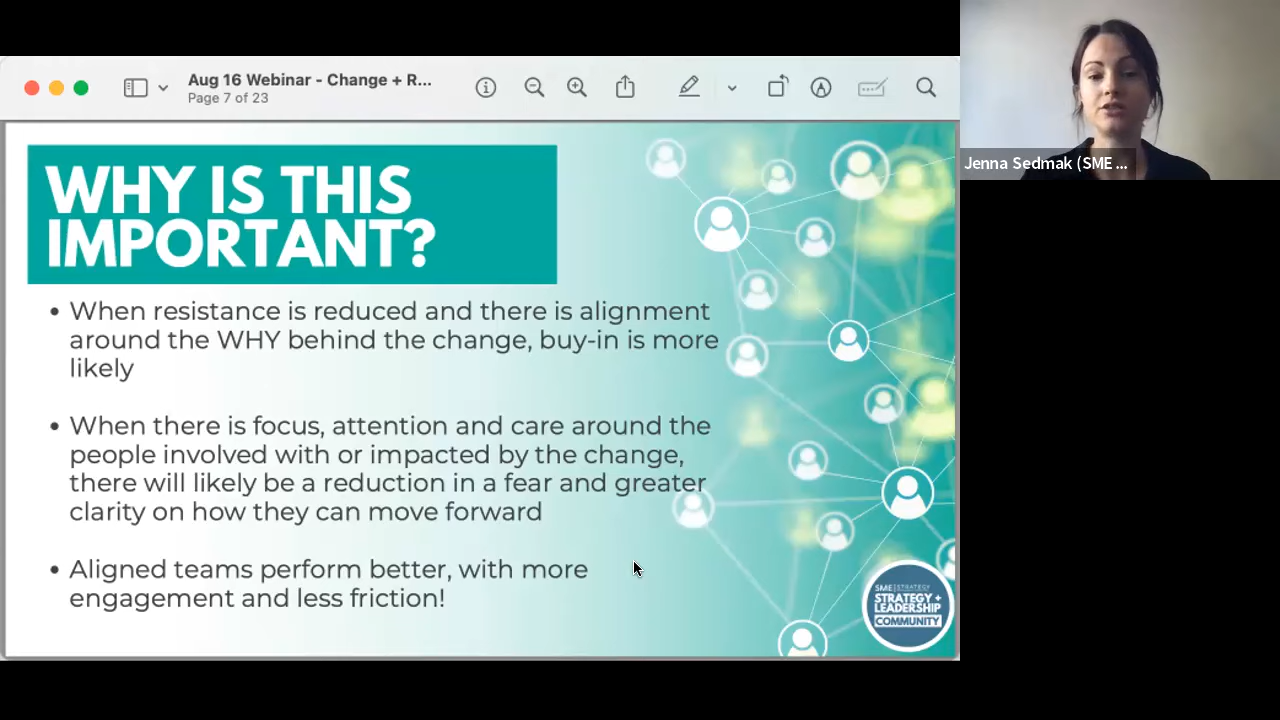 Aug 16 Webinar - Change + R...
Page 7 of 23
Jenna Sedmak (SME ...
WHY IS THIS
IMPORTANT?
• When resistance is reduced and there is alignment
around the WHY behind the change, buy-in is more
likely
• When there is focus, attention and care around the
people involved with or impacted by the change,
there will likely be a reduction in a fear and greater
clarity on how they can move forward
• Aligned teams perform better, with more
engagement and less friction!
SME STRATEGY
STRATEGY +
LEADERSHIP
COMMUNITY